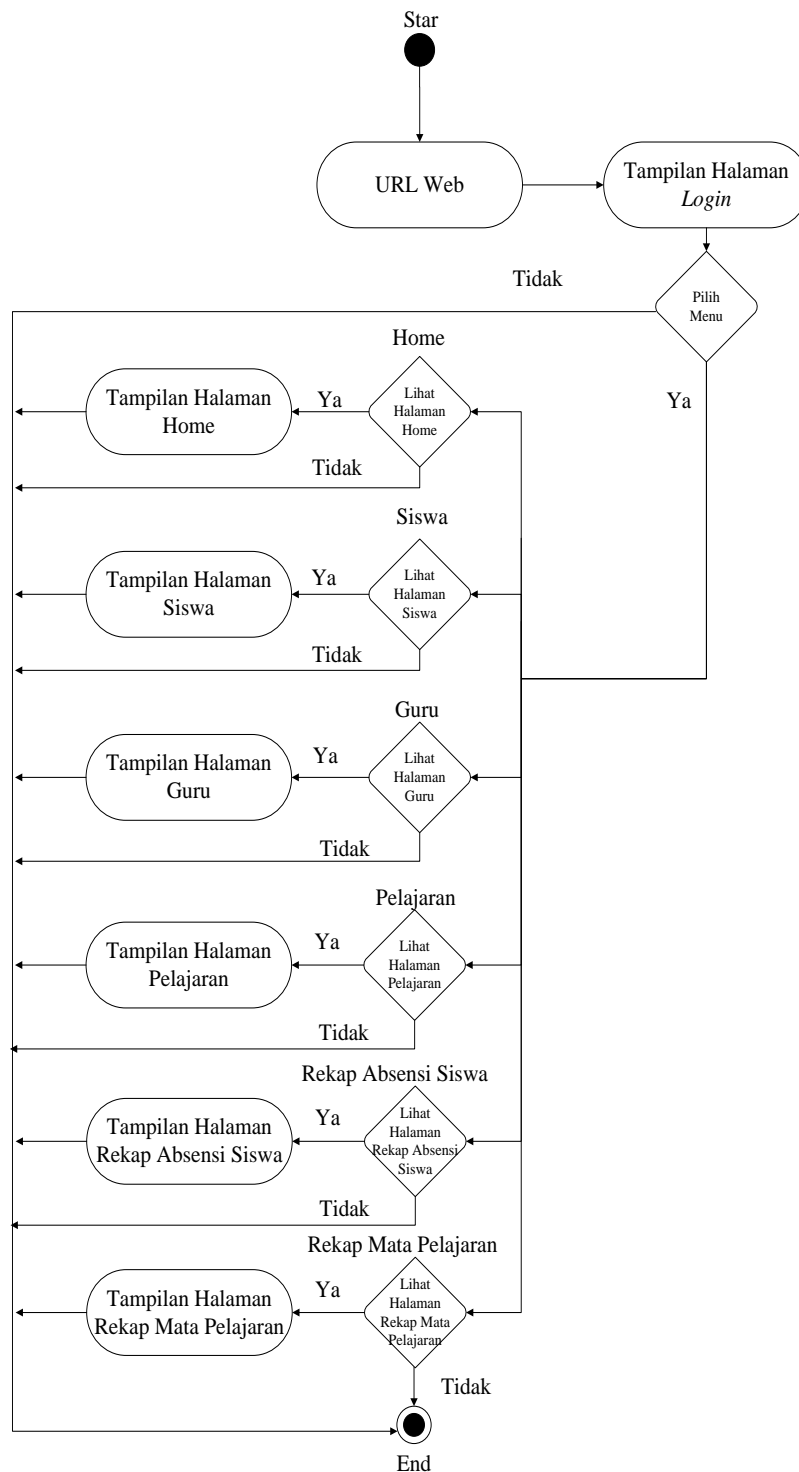 Star
URL Web
Tampilan Halaman
Login
Tidak
Pilih
Menu
Ya
Home
Tampilan Halaman
Home
Ya
Lihat
Halaman
Home
Tidak
Siswa
Tampilan Halaman
Siswa
Ya
Lihat
Halaman
Siswa
Tidak
Guru
Tampilan Halaman
Guru
Ya
Lihat
Halaman
Guru
Tidak
Pelajaran
Tampilan Halaman
Pelajaran
Ya
Lihat
Halaman
Pelajaran
Tidak
Rekap Absensi Siswa
Tampilan Halaman
Rekap Absensi Siswa
Ya
Lihat
Halaman
Rekap Absensi
Siswa
Tidak
Rekap Mata Pelajaran
Tampilan Halaman
Rekap Mata Pelajaran
Ya
Lihat
Halaman
Rekap Mata
Pelajaran
Tidak
End